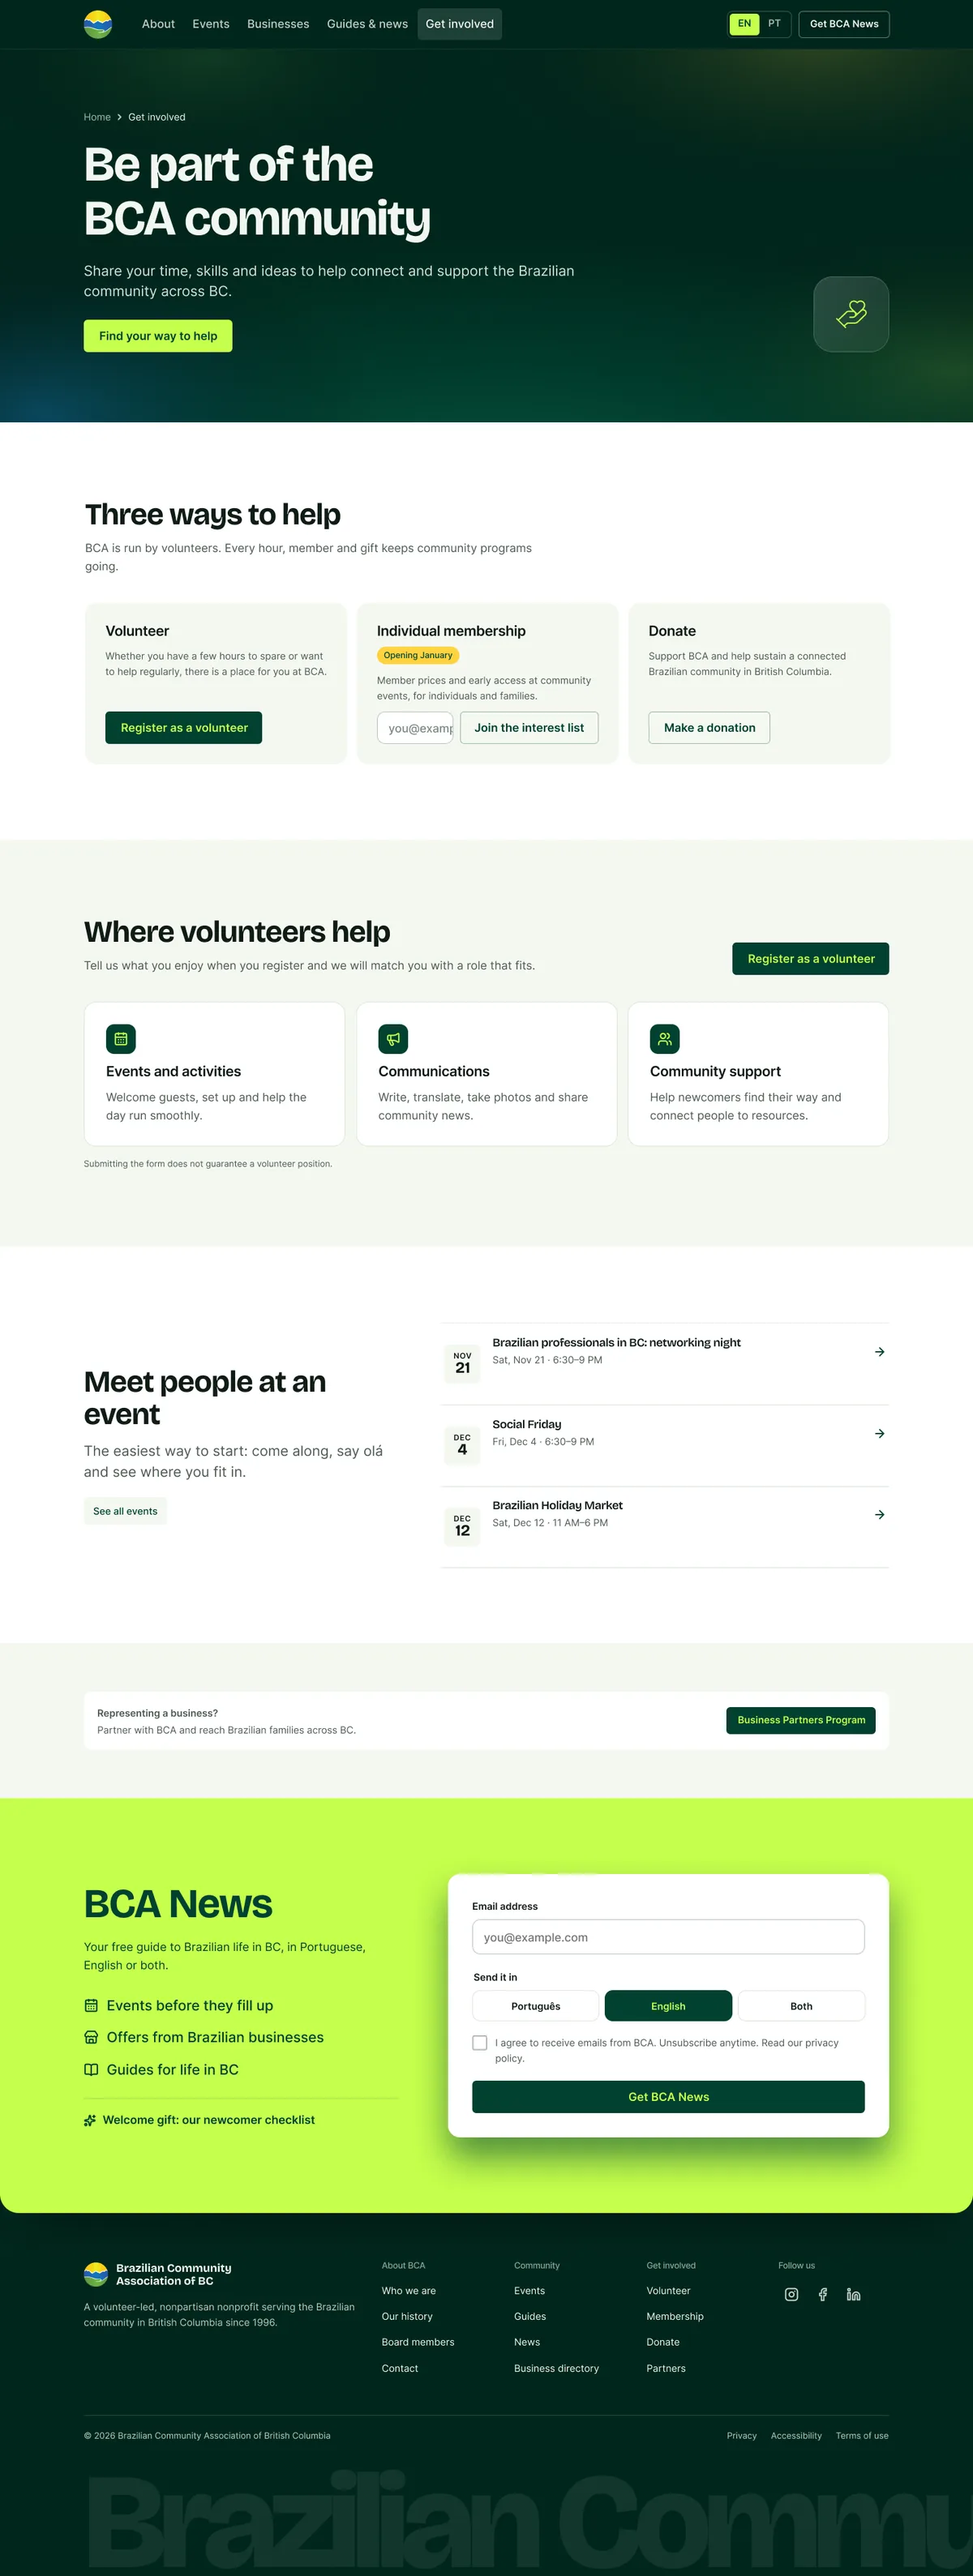 About Events Businesses Guides & news Get involved EN PT Get BCA News
Home > Get involved
Be part of the
BCA community
Share your time, skills and ideas to help connect and support the Brazilian
community across BC.
Find your way to help
Three ways to help
BCA is run by volunteers. Every hour, member and gift keeps community programs
going.
Volunteer
Whether you have a few hours to spare or want
to help regularly, there is a place for you at BCA.
Register as a volunteer
Individual membership
Opening January
Member prices and early access at community
events, for individuals and families.
you@examp
Join the interest list
Donate
Support BCA and help sustain a connected
Brazilian community in British Columbia.
Make a donation
Where volunteers help
Tell us what you enjoy when you register and we will match you with a role that fits.
Register as a volunteer
Events and activities
Welcome guests, set up and help the
day run smoothly.
Communications
Write, translate, take photos and share
community news.
Community support
Help newcomers find their way and
connect people to resources.
Submitting the form does not guarantee a volunteer position.
Meet people at an
event
The easiest way to start: come along, say olá
and see where you fit in.
See all events
NOV
21
Brazilian professionals in BC: networking night
Sat, Nov 21 · 6:30–9 PM
DEC
4
Social Friday
Fri, Dec 4 · 6:30–9 PM
DEC
12
Brazilian Holiday Market
Sat, Dec 12 · 11 AM–6 PM
Representing a business?
Partner with BCA and reach Brazilian families across BC.
Business Partners Program
BCA News
Your free guide to Brazilian life in BC, in Portuguese,
English or both.
Events before they fill up
Offers from Brazilian businesses
Guides for life in BC
Welcome gift: our newcomer checklist
Email address
you@example.com
Send it in
Português English Both
I agree to receive emails from BCA. Unsubscribe anytime. Read our privacy
policy.
Get BCA News
Brazilian Community
Association of BC
A volunteer-led, nonpartisan nonprofit serving the Brazilian
community in British Columbia since 1996.
About BCA
Who we are
Our history
Board members
Contact
Community
Events
Guides
News
Business directory
Get involved
Volunteer
Membership
Donate
Partners
Follow us
© 2026 Brazilian Community Association of British Columbia
Privacy Accessibility Terms of use
Brazilian Commu